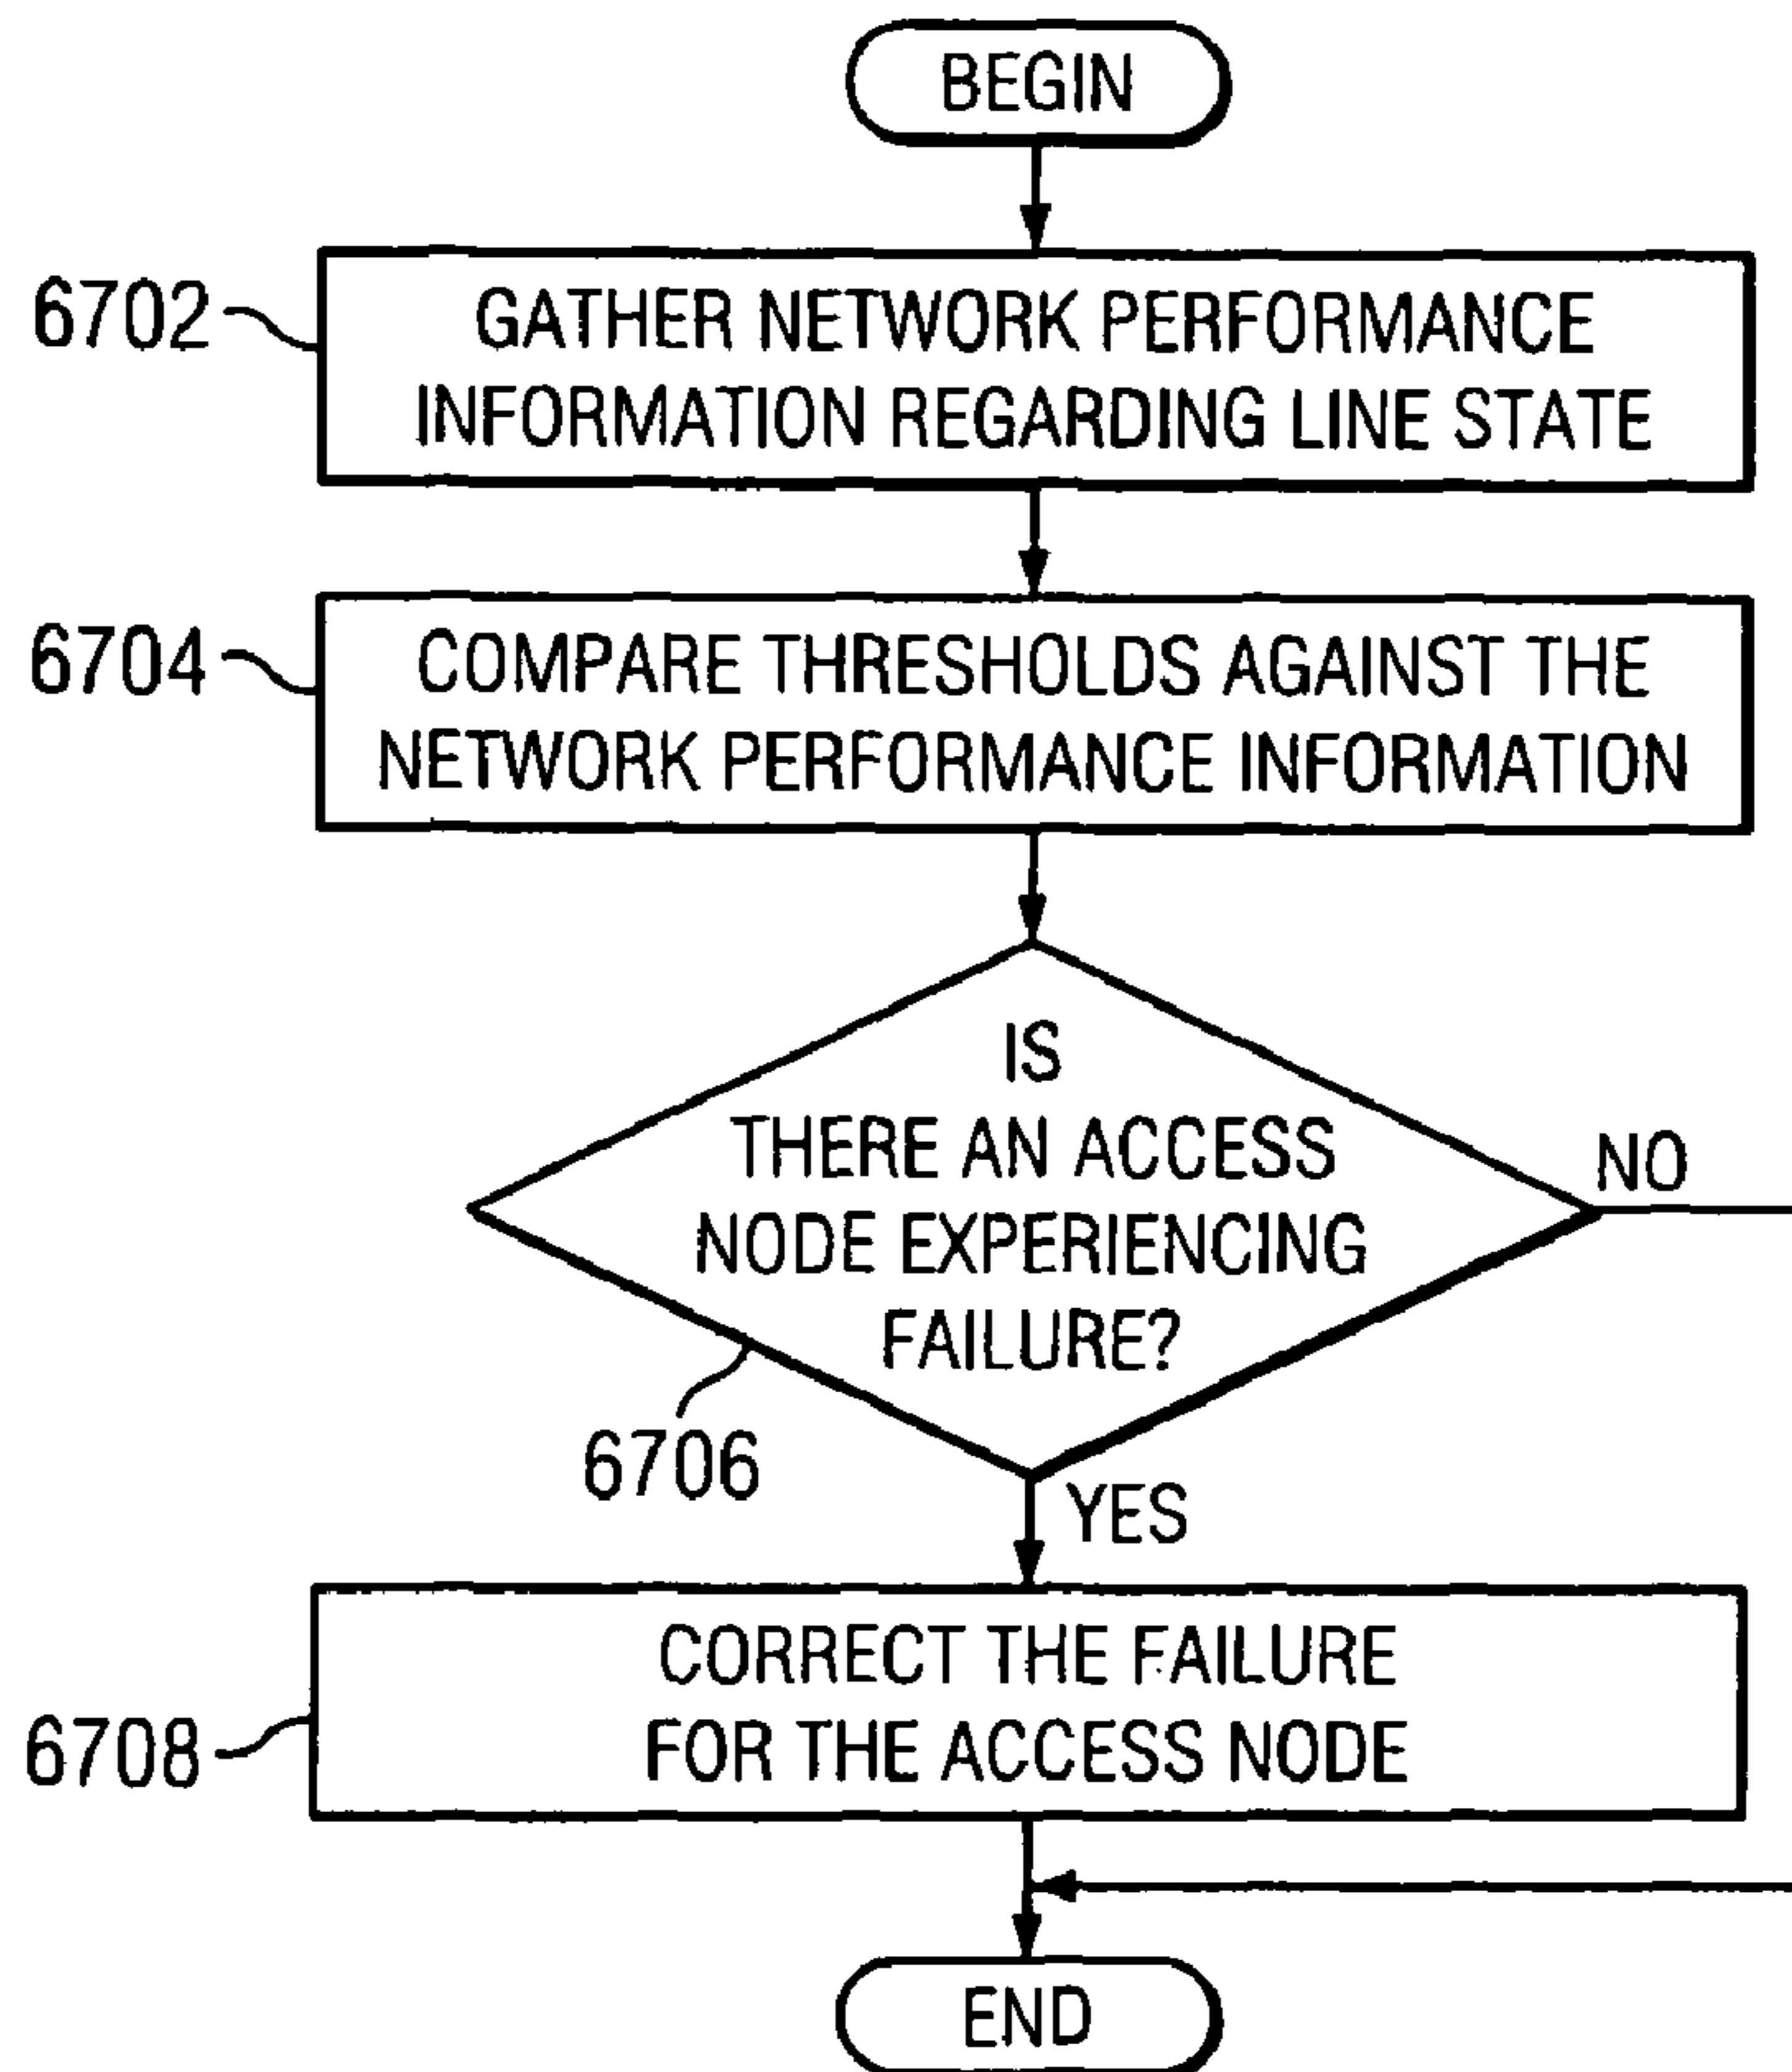 BEGIN
6702
GATHER NETWORK PERFORMANCE
INFORMATION REGARDING LINE STATE
6704
COMPARE THRESHOLDS AGAINST THE
NETWORK PERFORMANCE INFORMATION
IS
THERE AN ACCESS
NODE EXPERIENCING
FAILURE?
NO
6706
YES
CORRECT THE FAILURE
FOR THE ACCESS NODE
6708
END